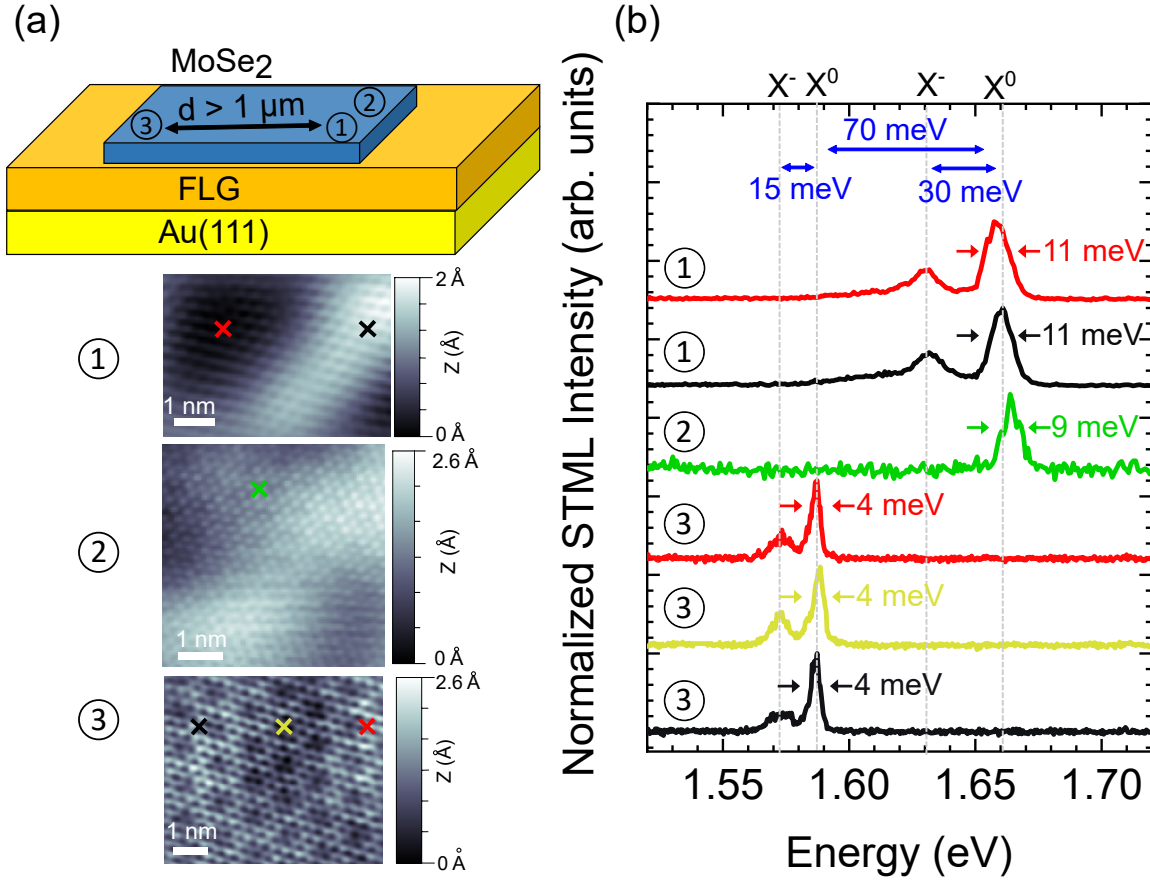 (a)
MoSe2
③ d > 1 µm ① ②
FLG
Au(111)
①
1 nm
2 Å
Z (Å)
0 Å
②
1 nm
2.6 Å
Z (Å)
0 Å
③
1 nm
2.6 Å
Z (Å)
0 Å
(b)
X- X0 X- X0
70 meV
15 meV 30 meV
① 11 meV
① 11 meV
② 9 meV
③ 4 meV
③ 4 meV
③ 4 meV
Normalized STML Intensity (arb. units)
1.55 1.60 1.65 1.70
Energy (eV)